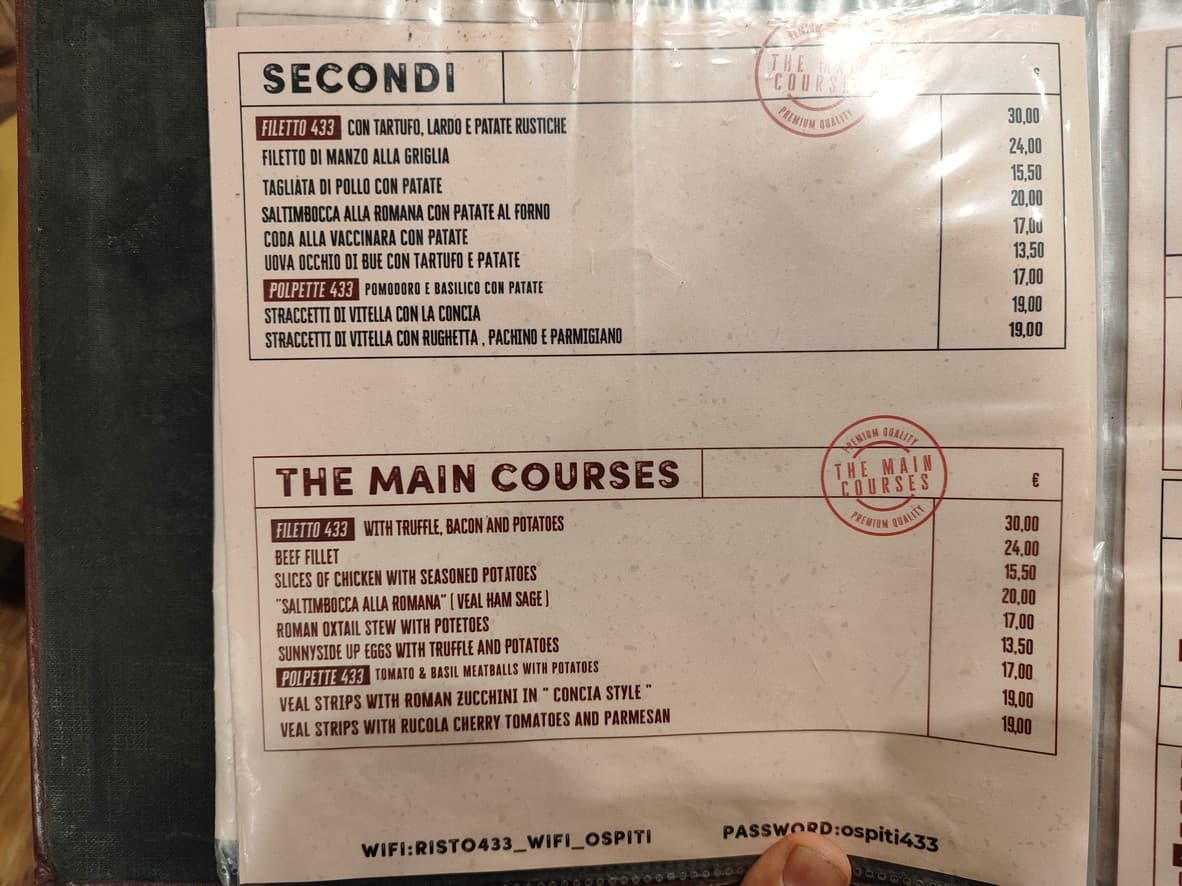 SECONDI
PREMIUM QUALITY
THE MAIN
COURSES
PREMIUM QUALITY
FILETTO 433 CON TARTUFO, LARDO E PATATE RUSTICHE 30,00
FILETTO DI MANZO ALLA GRIGLIA 24,00
TAGLIATA DI POLLO CON PATATE 15,50
SALTIMBOCCA ALLA ROMANA CON PATATE AL FORNO 20,00
CODA ALLA VACCINARA CON PATATE 17,00
UOVA OCCHIO DI BUE CON TARTUFO E PATATE 13,50
POLPETTE 433 POMODORO E BASILICO CON PATATE 17,00
STRACCETTI DI VITELLA CON LA CONCIA 19,00
STRACCETTI DI VITELLA CON RUGHETTA , PACHINO E PARMIGIANO 19,00
THE MAIN COURSES €
PREMIUM QUALITY
THE MAIN
COURSES
PREMIUM QUALITY
FILETTO 433 WITH TRUFFLE, BACON AND POTATOES 30,00
BEEF FILLET 24,00
SLICES OF CHICKEN WITH SEASONED POTATOES 15,50
"SALTIMBOCCA ALLA ROMANA" ( VEAL HAM SAGE ) 20,00
ROMAN OXTAIL STEW WITH POTETOES 17,00
SUNNYSIDE UP EGGS WITH TRUFFLE AND POTATOES 13,50
POLPETTE 433 TOMATO & BASIL MEATBALLS WITH POTATOES 17,00
VEAL STRIPS WITH ROMAN ZUCCHINI IN " CONCIA STYLE " 19,00
VEAL STRIPS WITH RUCOLA CHERRY TOMATOES AND PARMESAN 19,00
WIFI:RISTO433_WIFI_OSPITI PASSWORD:ospiti433